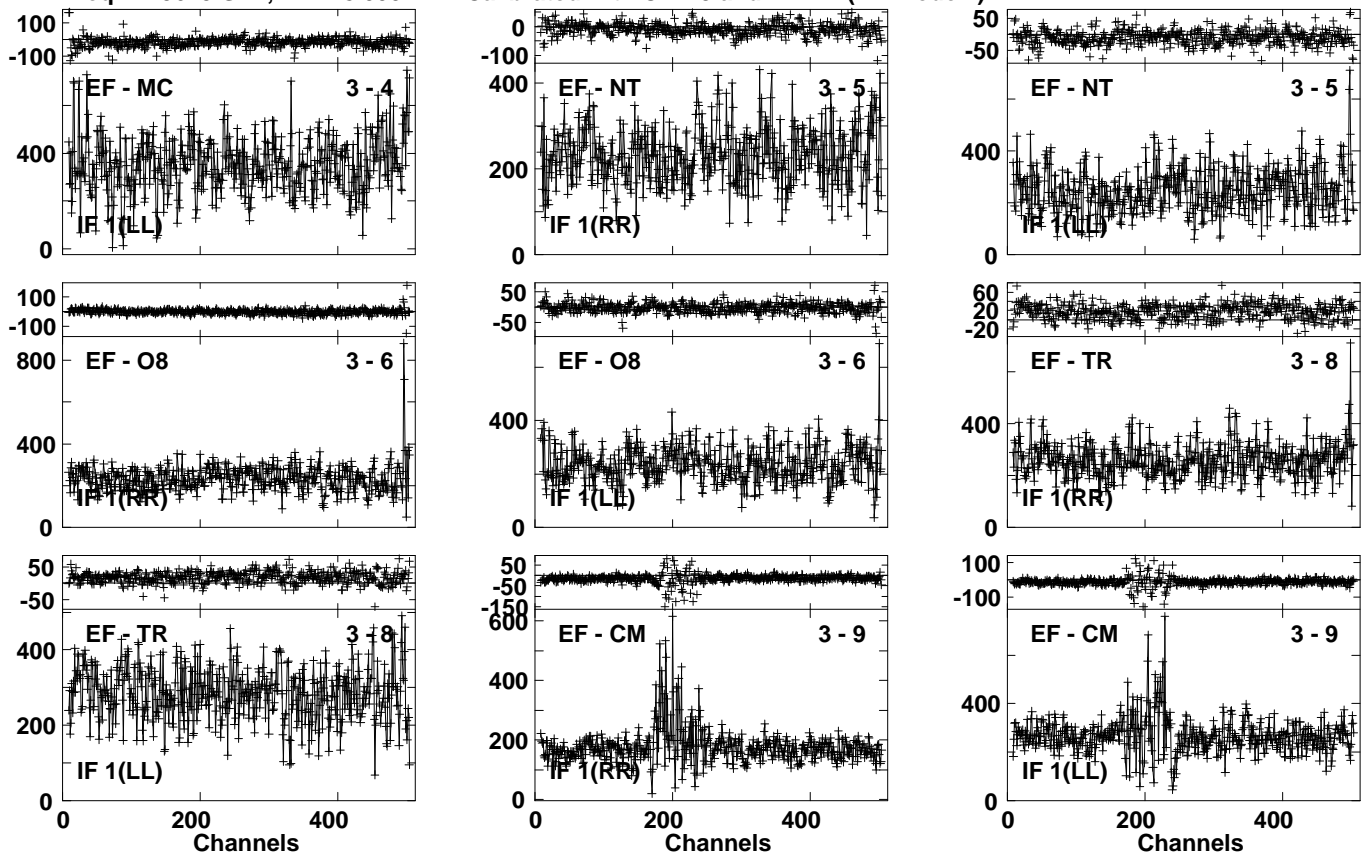 100
-100
EF - MC 3 - 4
400
0
IF 1(LL)
0
-100
EF - NT 3 - 5
400
200
0
IF 1(RR)
50
-50
EF - NT 3 - 5
400
0
IF 1(LL)
100
-100
EF - O8 3 - 6
800
400
0
IF 1(RR)
50
-50
EF - O8 3 - 6
400
0
IF 1(LL)
60
20
-20
EF - TR 3 - 8
400
0
IF 1(RR)
50
-50
EF - TR 3 - 8
400
200
0
IF 1(LL)
0 200 400
Channels
50
-50
-150
EF - CM 3 - 9
600
400
200
0
IF 1(RR)
0 200 400
Channels
100
-100
EF - CM 3 - 9
400
0
IF 1(LL)
0 200 400
Channels